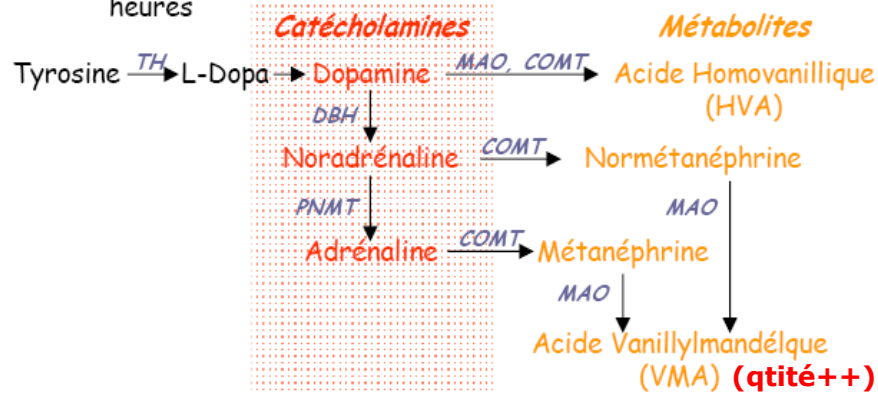 heures
Catécholamines Métabolites
Tyrosine TH L-Dopa Dopamine MAO, COMT Acide Homovanillique
(HVA)
DBH
Noradrénaline COMT Normétanéphrine
PNMT MAO
Adrénaline COMT Métanéphrine
MAO
Acide Vanillylmandélque
(VMA) (qtité++)